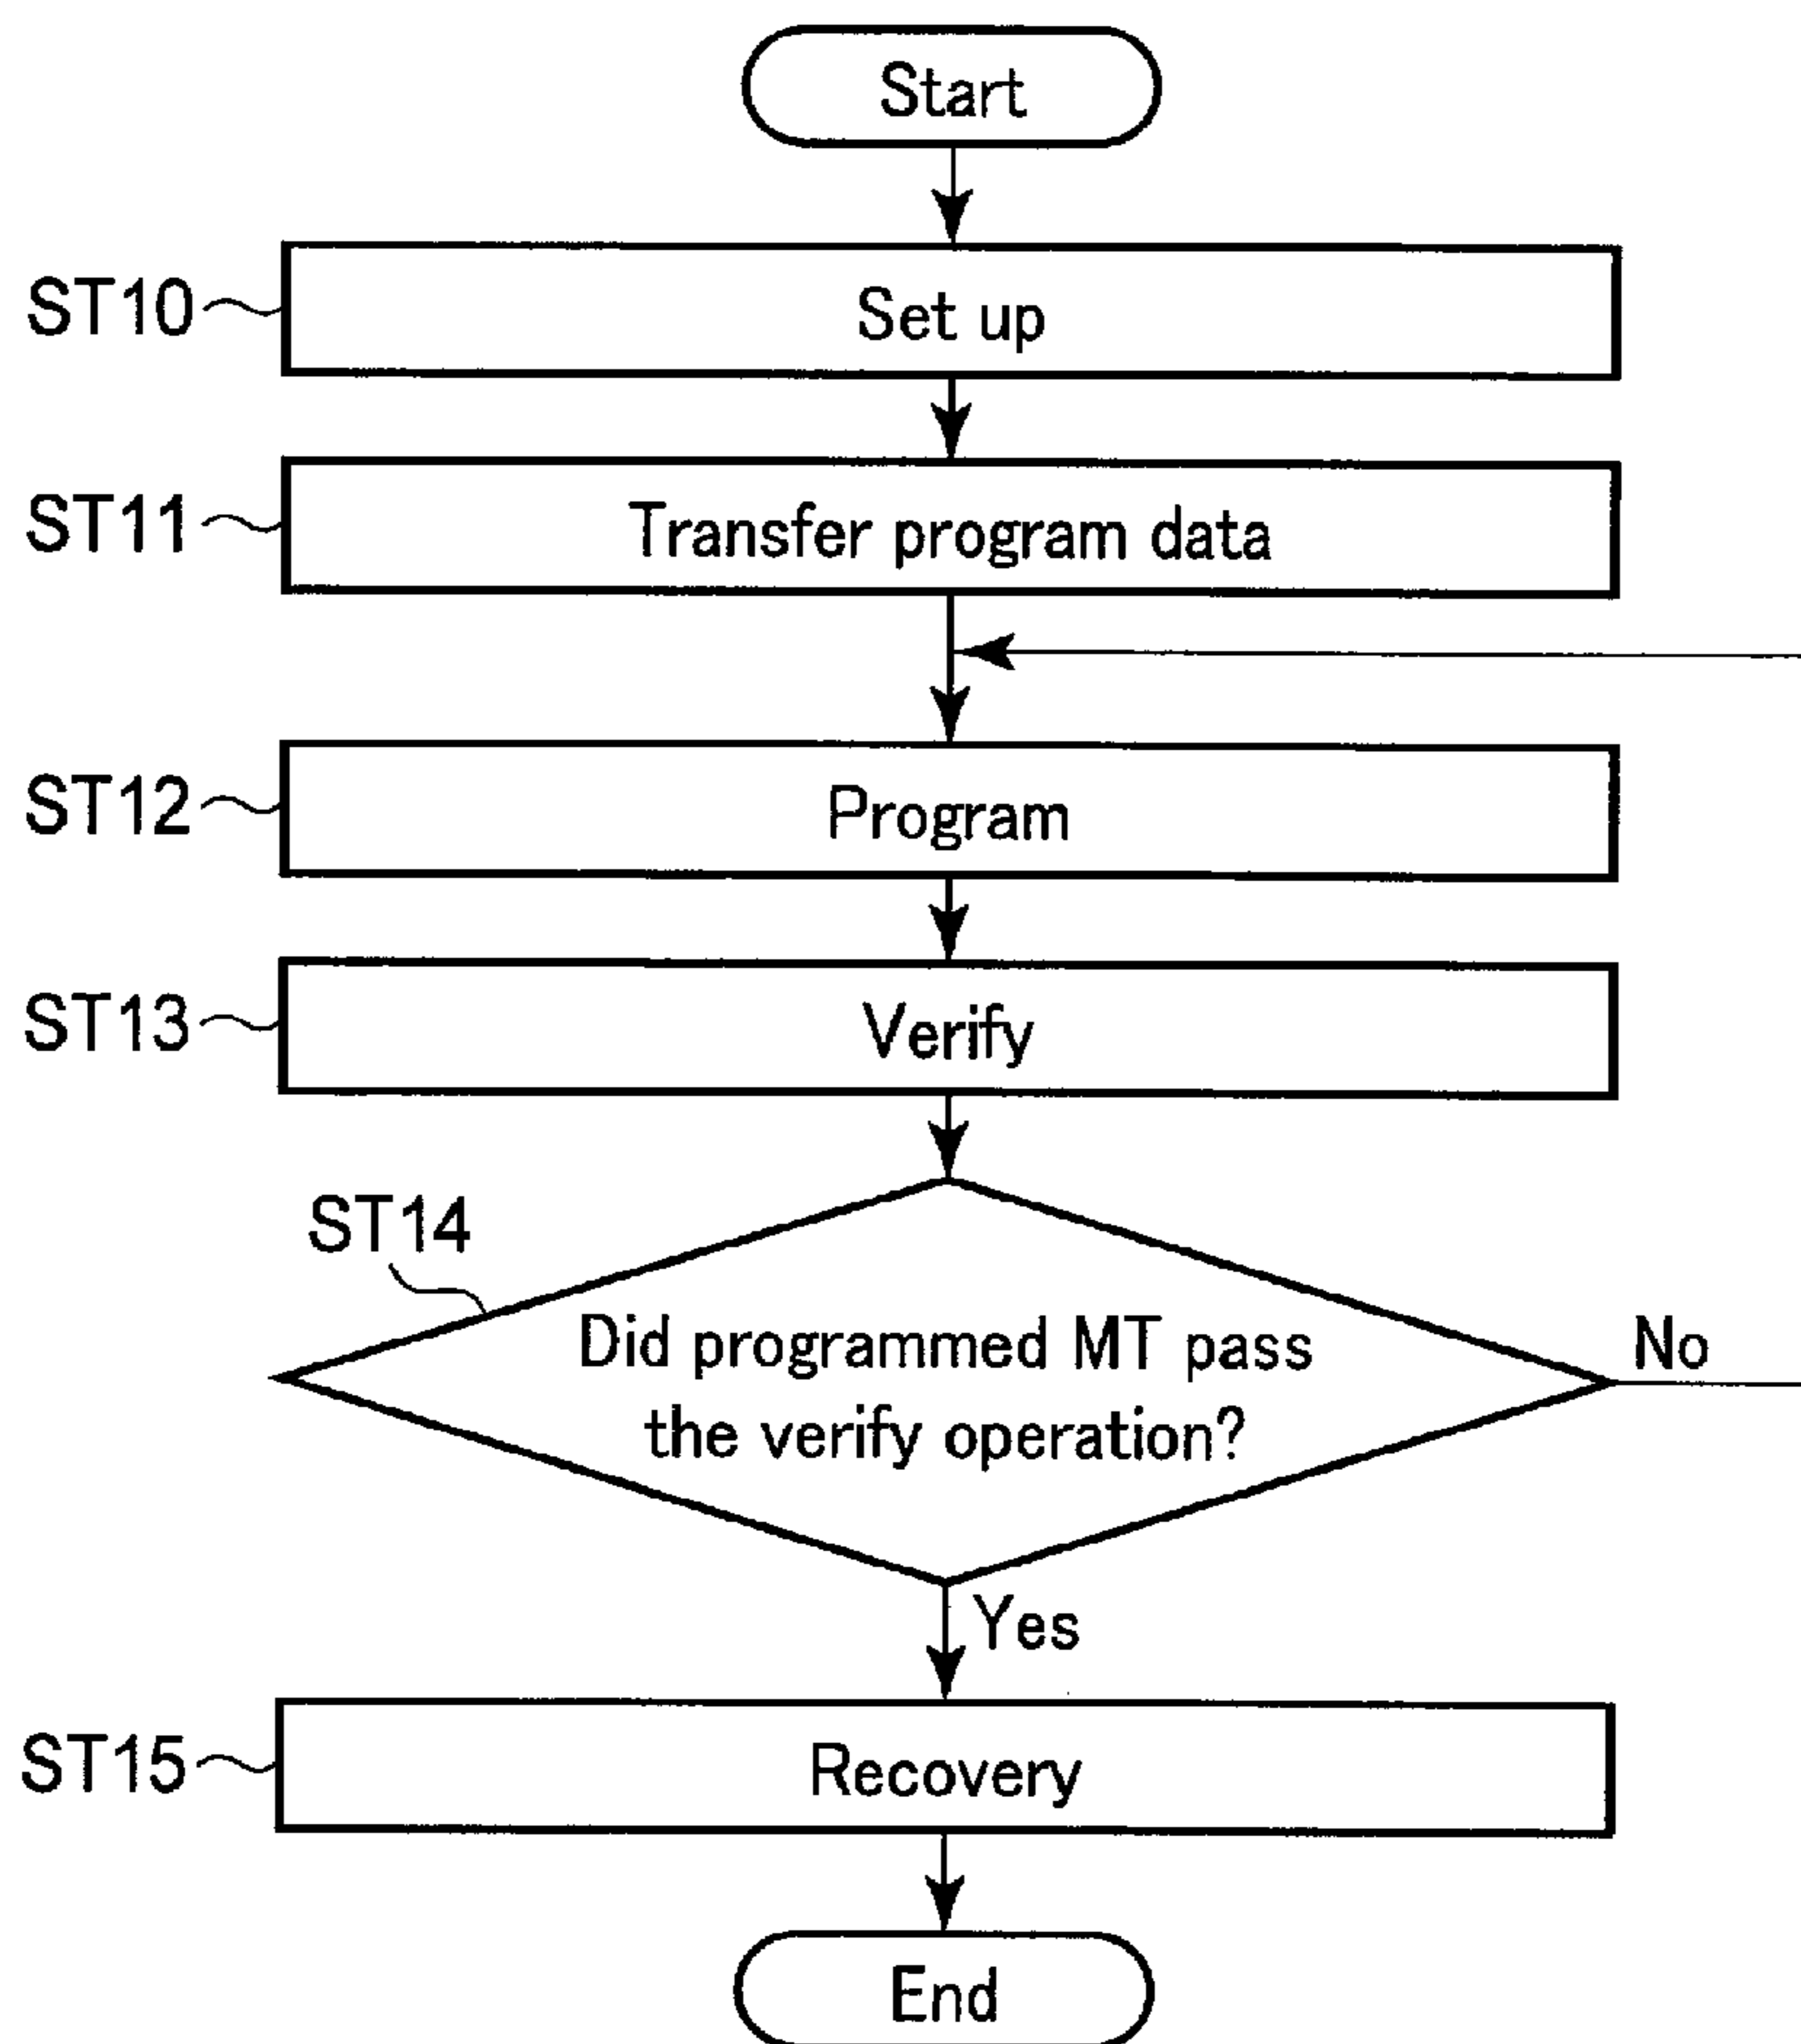 Start
ST10
Set up
ST11
Transfer program data
ST12
Program
ST13
Verify
ST14
Did programmed MT pass
the verify operation?
No
Yes
ST15
Recovery
End